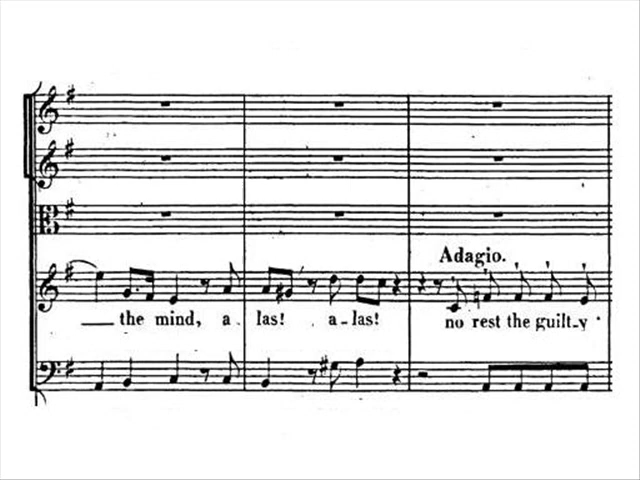 Adagio.
— the mind, a - las! a - las! no rest the guilt - y